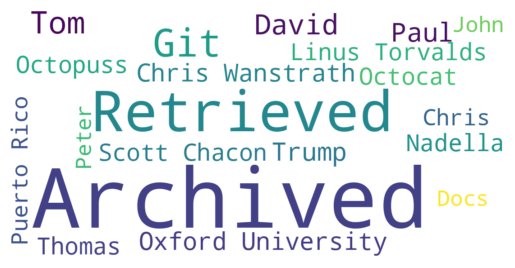 Tom
David
Paul
John
Git
Linus Torvalds
Octopuss
Chris Wanstrath
Octocat
Retrieved
Chris
Puerto Rico
Peter
Scott Chacon
Trump
Nadella
Archived
Docs
Thomas
Oxford University